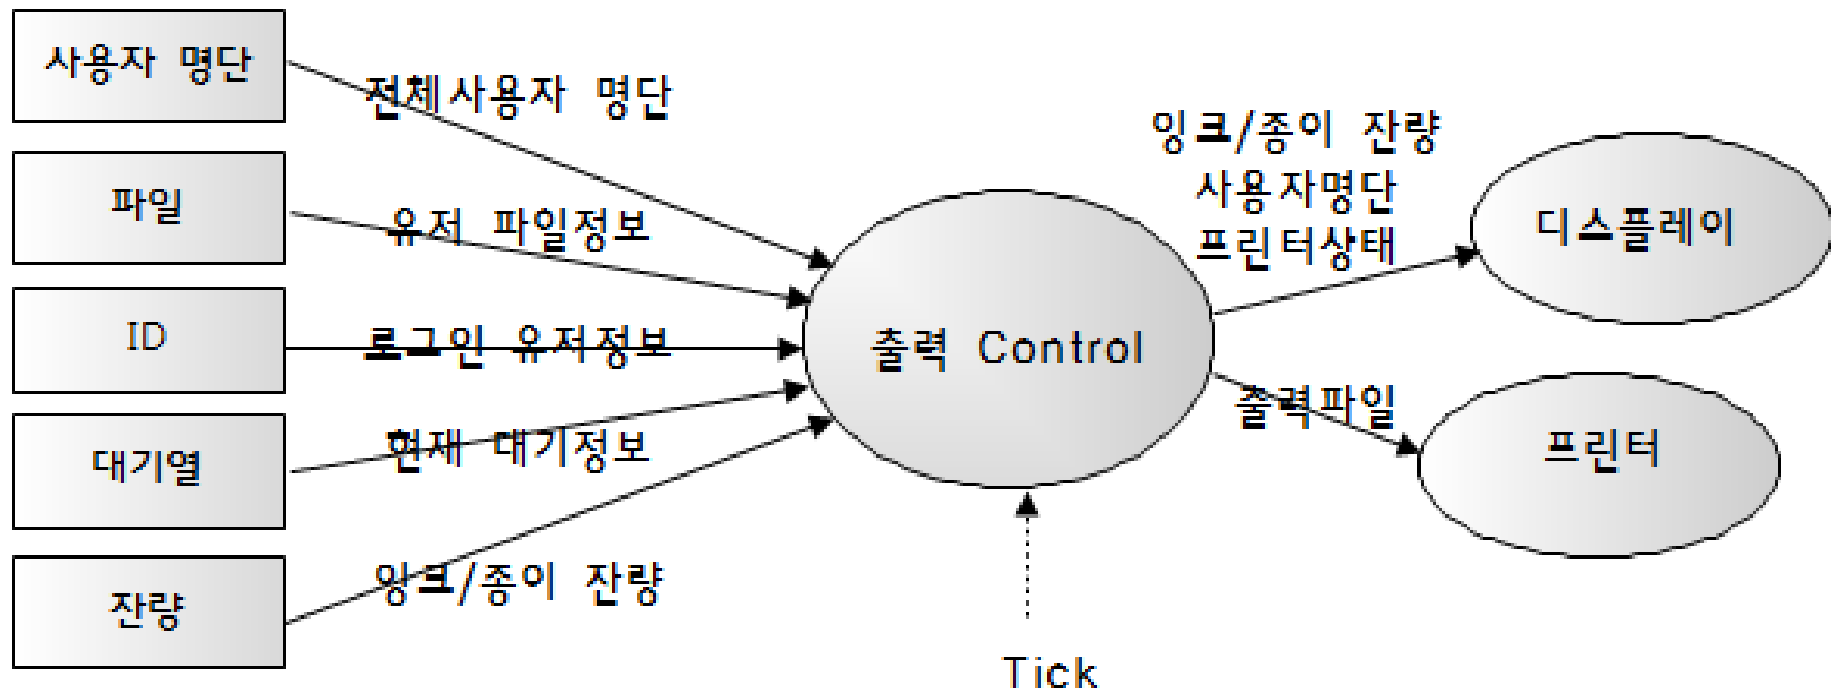 사용자 명단
전체사용자 명단
파일
유저 파일정보
ID
로그인 유저정보
대기열
현재 대기정보
잔량
잉크/종이 잔량
출력 Control
Tick
잉크/종이 잔량
사용자명단
프린터상태
디스플레이
출력파일
프린터